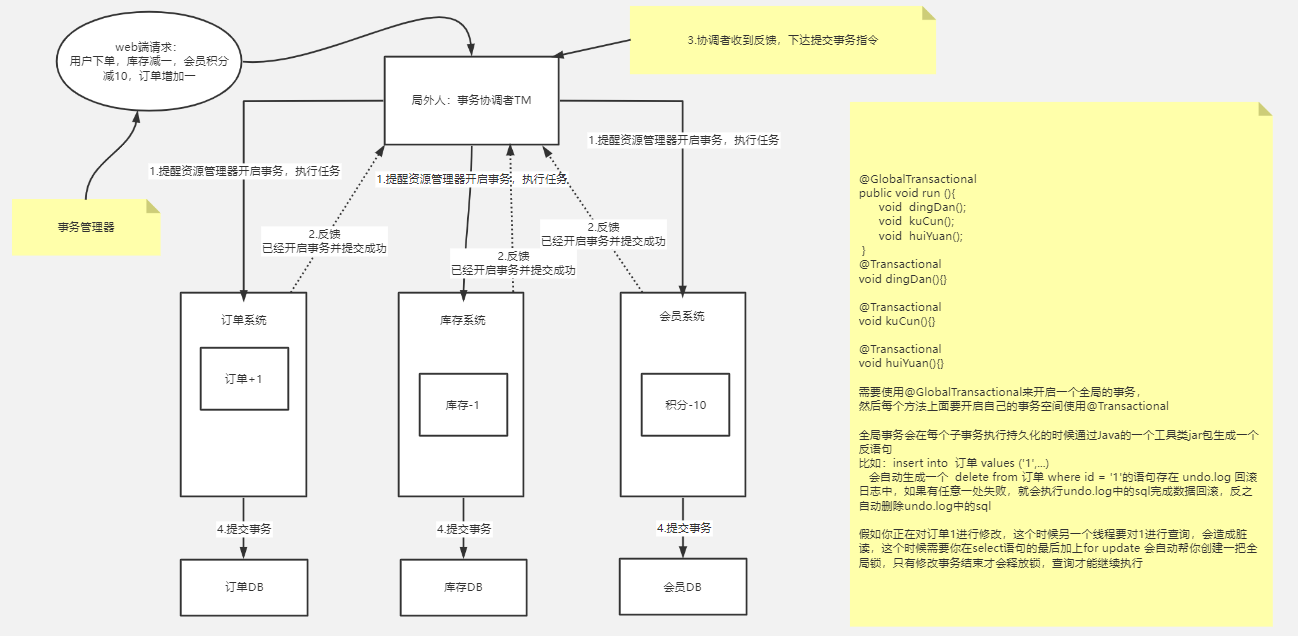 web端请求：
用户下单，库存减一，会员积分
减10，订单增加一
3.协调者收到反馈，下达提交事务指令
局外人：事务协调者TM
1.提醒资源管理器开启事务，执行任务
1.提醒资源管理器开启事务，执行任务
1.提醒资源管理器开启事务，执行任务
事务管理器
2.反馈
已经开启事务并提交成功
2.反馈
已经开启事务并提交成功
2.反馈
已经开启事务并提交成功
订单系统
订单+1
库存系统
库存-1
会员系统
积分-10
4.提交事务
4.提交事务
4.提交事务
订单DB
库存DB
会员DB
@GlobalTransactional
public void run (){
void dingDan();
void kuCun();
void huiYuan();
}
@Transactional
void dingDan(){}
@Transactional
void kuCun(){}
@Transactional
void huiYuan(){}
需要使用@GlobalTransactional来开启一个全局的事务，
然后每个方法上面要开启自己的事务空间使用@Transactional
全局事务会在每个子事务执行持久化的时候通过Java的一个工具类jar包生成一个
反语句
比如：insert into 订单 values ('1',...)
会自动生成一个 delete from 订单 where id = '1'的语句存在 undo.log 回滚
日志中，如果有任意一处失败，就会执行undo.log中的sql完成数据回滚，反之
自动删除undo.log中的sql
假如你正在对订单1进行修改，这个时候另一个线程要对1进行查询，会造成脏
读，这个时候需要你在select语句的最后加上for update 会自动帮你创建一把全
局锁，只有修改事务结束才会释放锁，查询才能继续执行